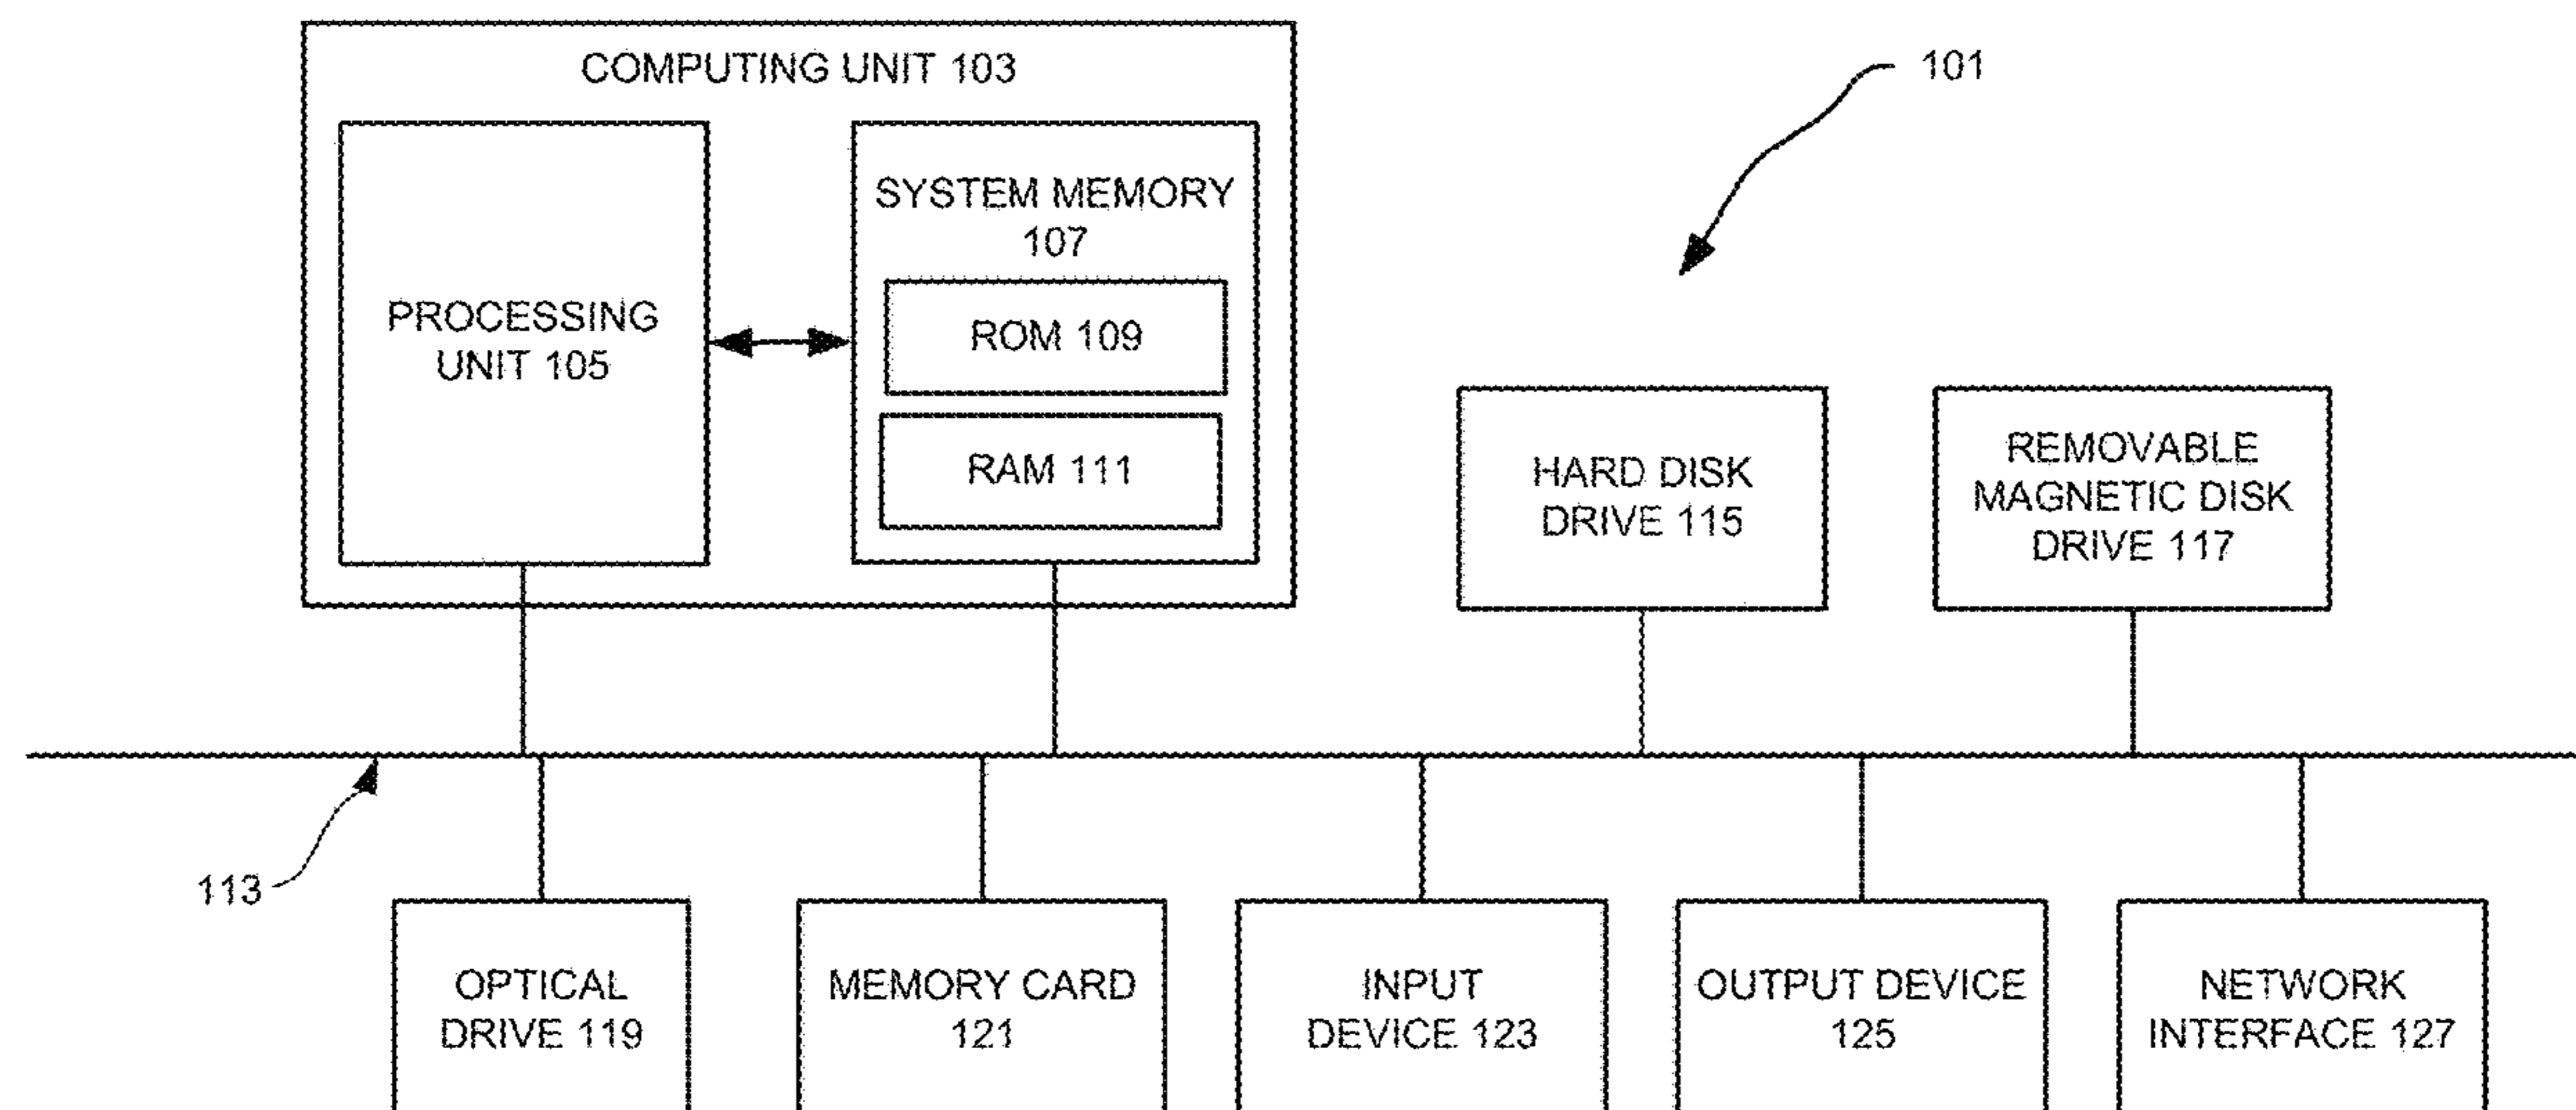 COMPUTING UNIT 103
101
PROCESSING
UNIT 105
SYSTEM MEMORY
107
ROM 109
RAM 111
HARD DISK
DRIVE 115
REMOVABLE
MAGNETIC DISK
DRIVE 117
113
OPTICAL
DRIVE 119
MEMORY CARD
121
INPUT
DEVICE 123
OUTPUT DEVICE
125
NETWORK
INTERFACE 127